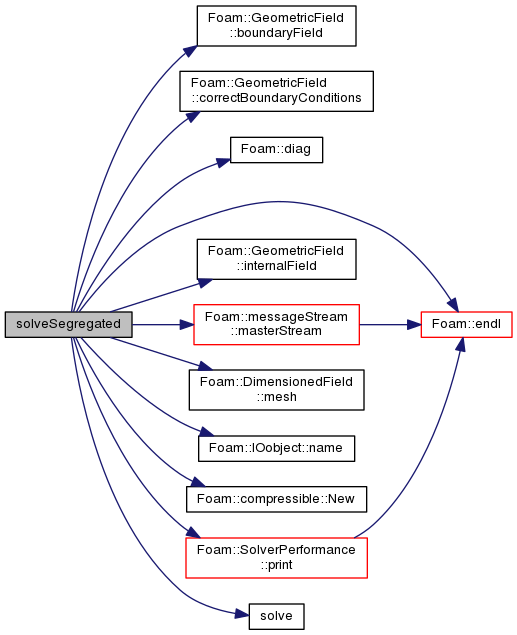 Foam::GeometricField
::boundaryField
Foam::GeometricField
::correctBoundaryConditions
Foam::diag
Foam::GeometricField
::internalField
solveSegregated
Foam::messageStream
::masterStream
Foam::endl
Foam::DimensionedField
::mesh
Foam::IOobject::name
Foam::compressible::New
Foam::SolverPerformance
::print
solve